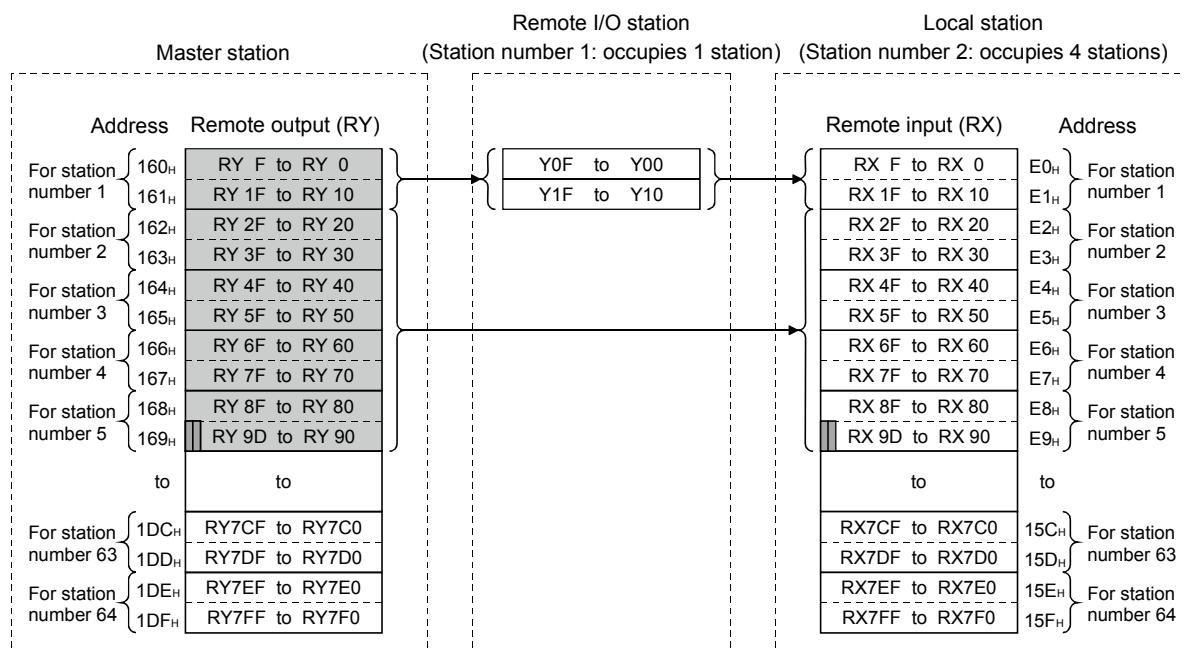 Master station
Remote I/O station
(Station number 1: occupies 1 station)
Local station
(Station number 2: occupies 4 stations)
Address Remote output (RY)
For station number 1
160H RY F to RY 0
161H RY 1F to RY 10
For station number 2
162H RY 2F to RY 20
163H RY 3F to RY 30
For station number 3
164H RY 4F to RY 40
165H RY 5F to RY 50
For station number 4
166H RY 6F to RY 60
167H RY 7F to RY 70
For station number 5
168H RY 8F to RY 80
169H RY 9D to RY 90
to to
For station number 63
1DCH RY7CF to RY7C0
1DDH RY7DF to RY7D0
For station number 64
1DEH RY7EF to RY7E0
1DFH RY7FF to RY7F0
Y0F to Y00
Y1F to Y10
Remote input (RX) Address
RX F to RX 0 E0H
RX 1F to RX 10 E1H
For station number 1
RX 2F to RX 20 E2H
RX 3F to RX 30 E3H
For station number 2
RX 4F to RX 40 E4H
RX 5F to RX 50 E5H
For station number 3
RX 6F to RX 60 E6H
RX 7F to RX 70 E7H
For station number 4
RX 8F to RX 80 E8H
RX 9D to RX 90 E9H
For station number 5
to to
RX7CF to RX7C0 15CH
RX7DF to RX7D0 15DH
For station number 63
RX7EF to RX7E0 15EH
RX7FF to RX7F0 15FH
For station number 64